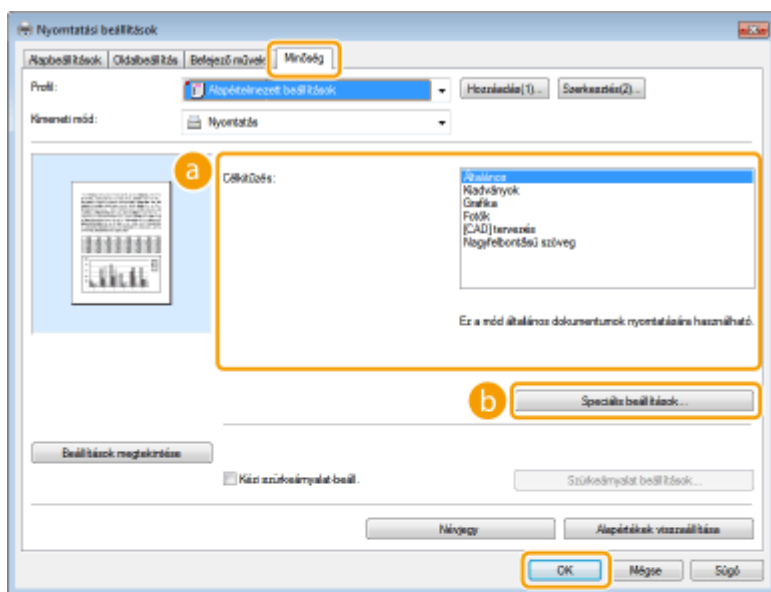 Nyomtatási beállítások
Alapbeállítások Oldalbeállítás Befejező művek Minőség
Profil: Alapértelmezett beállítások Hozzáadás(1)... Szerkesztés(2)...
Kimeneti mód: Nyomtatás
a
Célkitűzés:
Általános
Kiadványok
Grafika
Fotók
[CAD] tervezés
Nagyfelbontású szöveg
Ez a mód általános dokumentumok nyomtatására használható.
b
Speciális beállítások...
Beállítások megtekintése
Kézi szürkeárnyalat-beáll.
Szürkeárnyalat beállítások...
Névjegy Alapértékek visszaállítása
OK Mégse Súgó